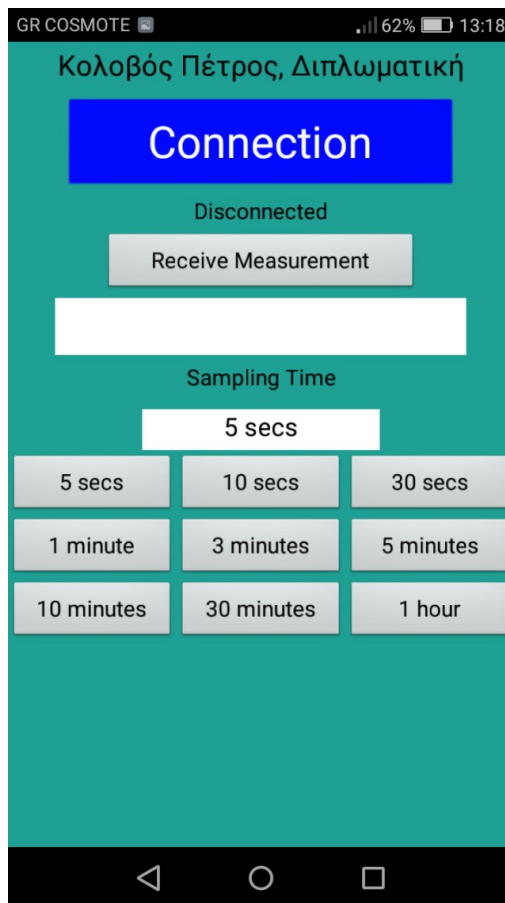 GR COSMOTE 62% 13:18
Κολοβός Πέτρος, Διπλωματική
Connection
Disconnected
Receive Measurement
Sampling Time
5 secs
5 secs 10 secs 30 secs
1 minute 3 minutes 5 minutes
10 minutes 30 minutes 1 hour